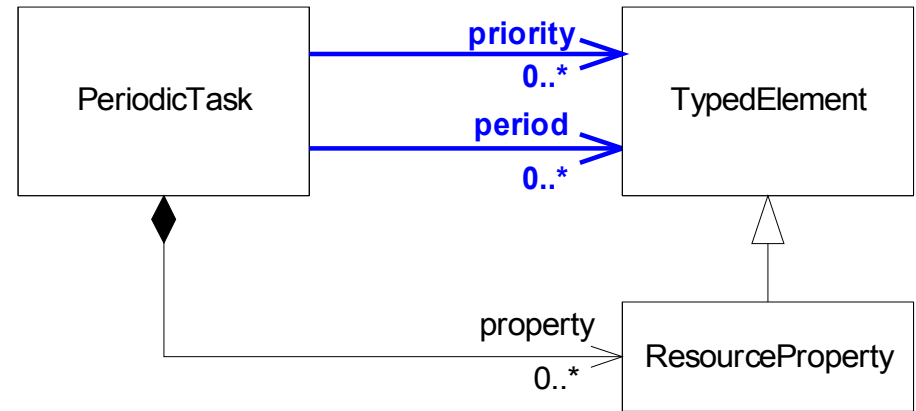 priority
0..*
PeriodicTask
TypedElement
period
0..*
property
0..*
ResourceProperty